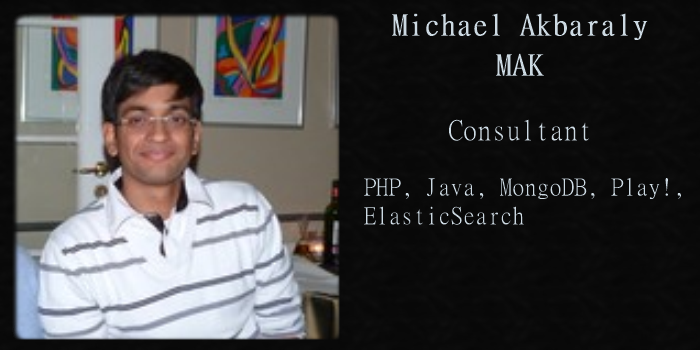 Michael Akbaraly
MAK
Consultant
PHP, Java, MongoDB, Play!,
ElasticSearch